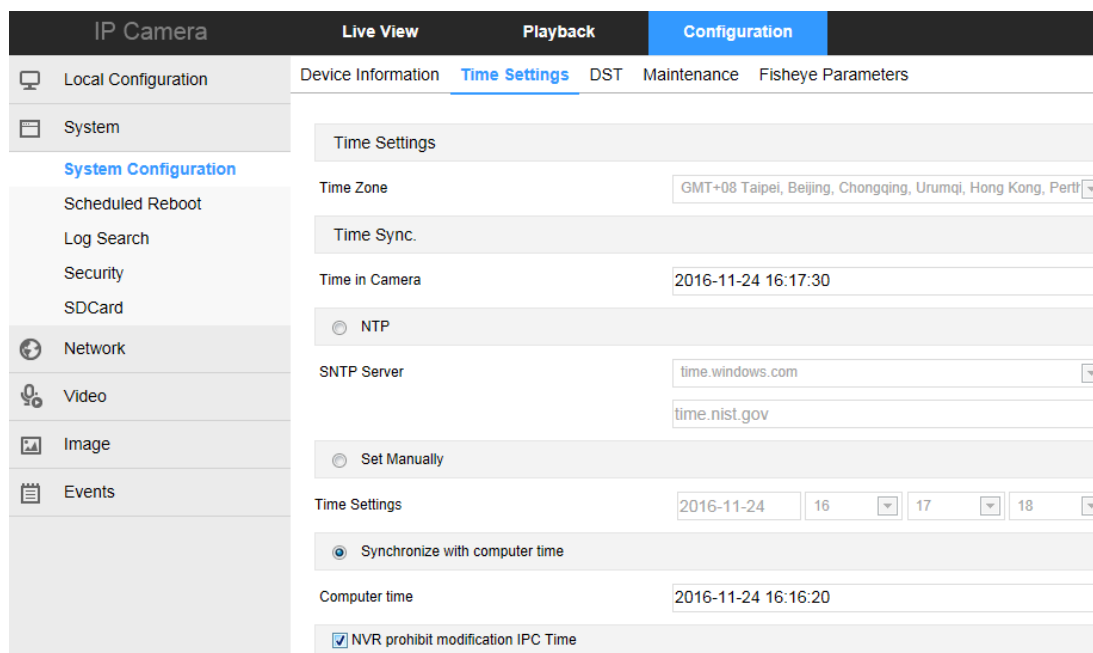 IP Camera
Live View
Playback
Configuration
Local Configuration
System
System Configuration
Scheduled Reboot
Log Search
Security
SDCard
Network
Video
Image
Events
Device Information Time Settings DST Maintenance Fisheye Parameters
Time Settings
Time Zone GMT+08 Taipei, Beijing, Chongqing, Urumqi, Hong Kong, Perth
Time Sync.
Time in Camera 2016-11-24 16:17:30
NTP
SNTP Server time.windows.com
time.nist.gov
Set Manually
Time Settings 2016-11-24 16 17 18
Synchronize with computer time
Computer time 2016-11-24 16:16:20
NVR prohibit modification IPC Time